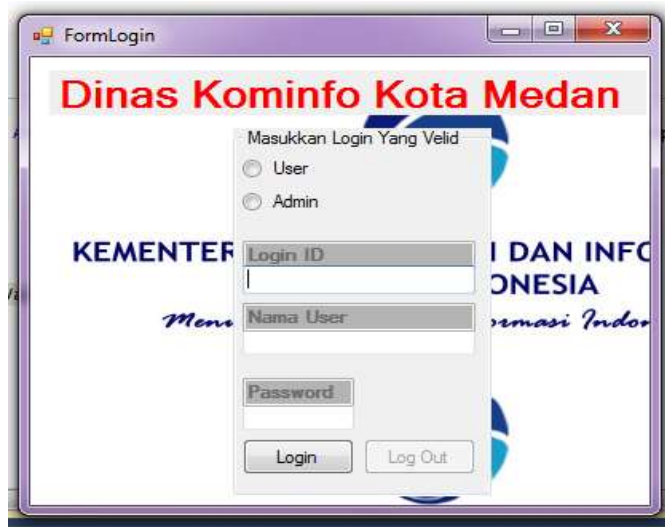 FormLogin
Dinas Kominfo Kota Medan
Masukkan Login Yang Velid
User
Admin
KEMENTER
Login ID
I DAN INFO
ONESIA
Nama User
Password
Login
Log Out